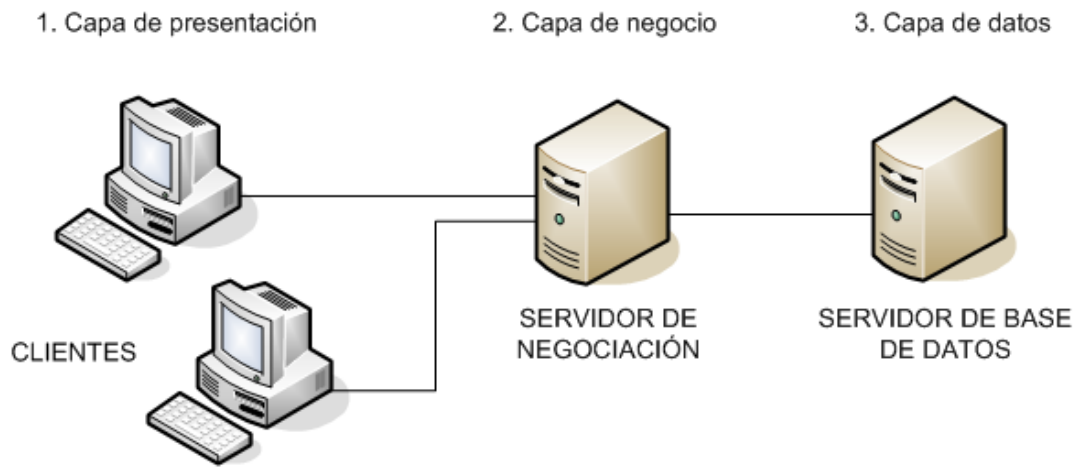 1. Capa de presentación
2. Capa de negocio
3. Capa de datos
CLIENTES
SERVIDOR DE
NEGOCIACIÓN
SERVIDOR DE BASE
DE DATOS